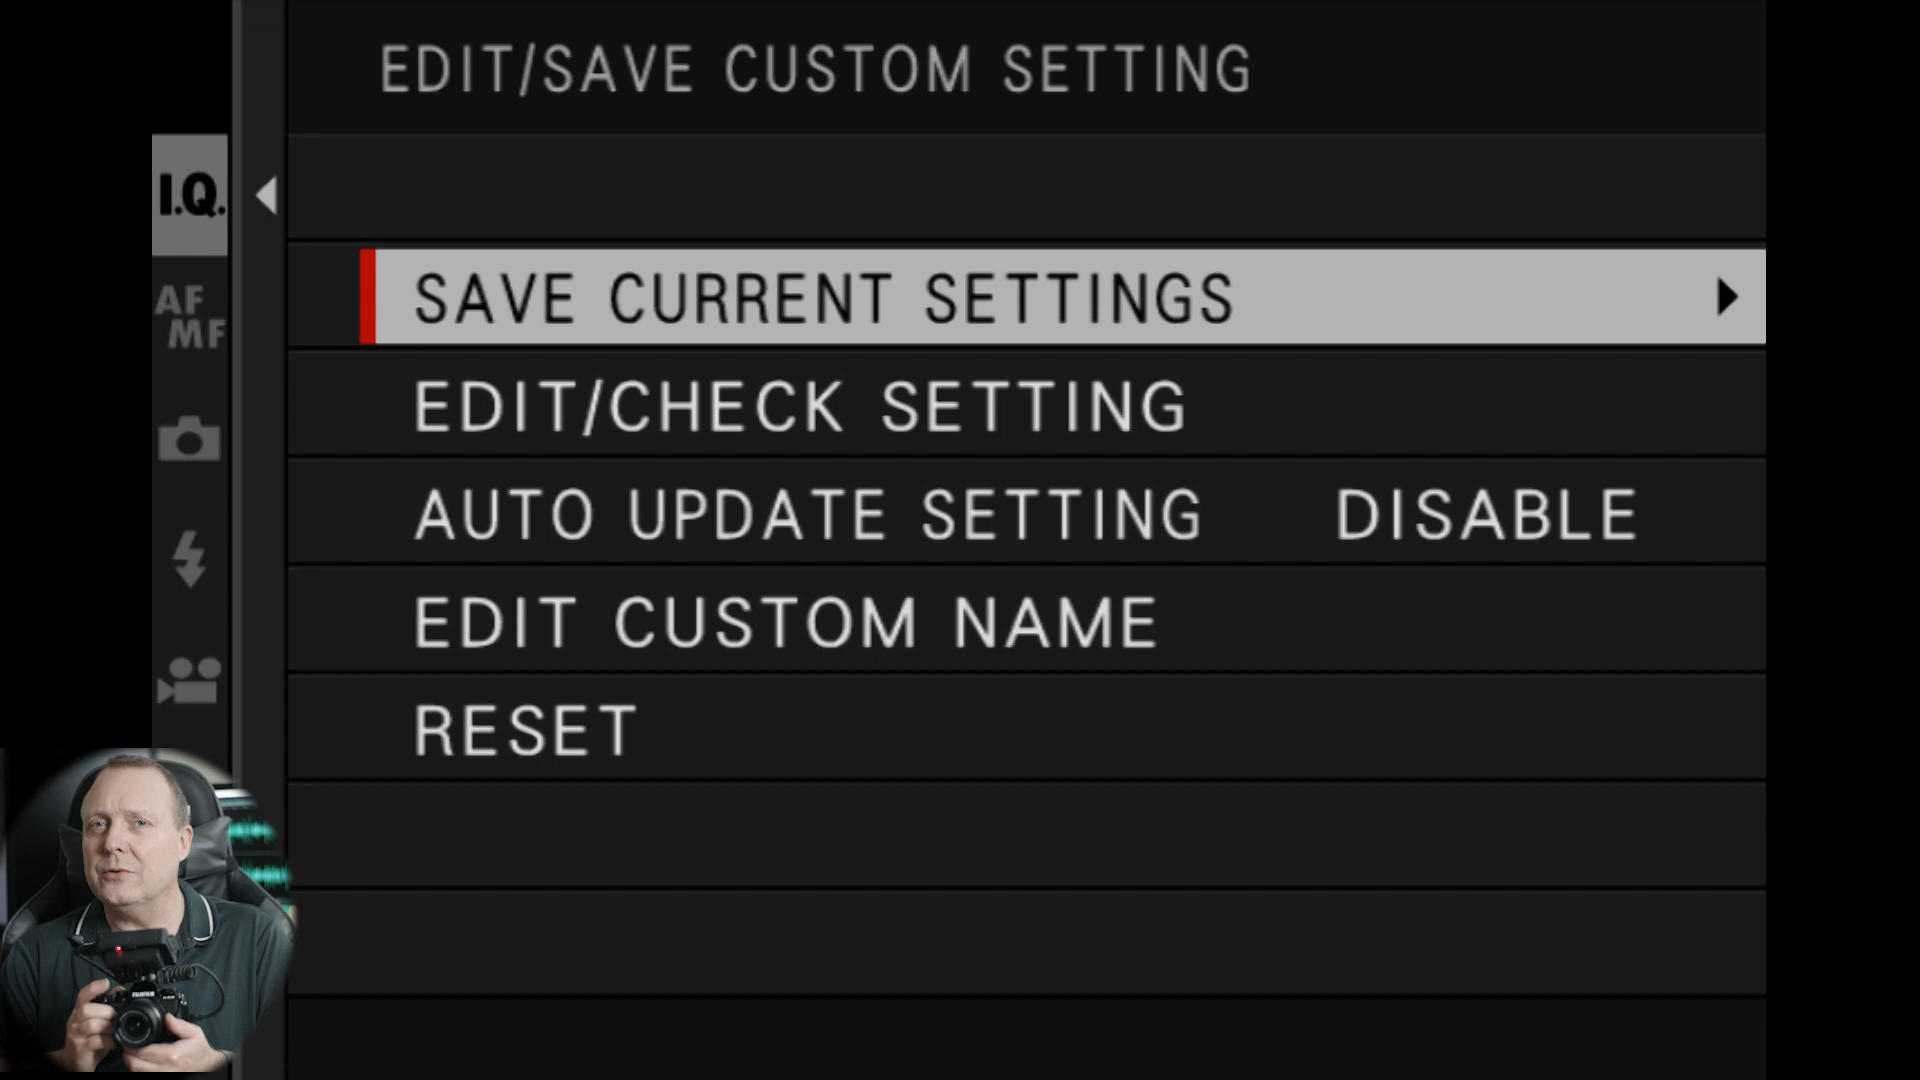 EDIT/SAVE CUSTOM SETTING
I.Q.
SAVE CURRENT SETTINGS
AF
MF
EDIT/CHECK SETTING
AUTO UPDATE SETTING DISABLE
EDIT CUSTOM NAME
RESET
FUJIFILM